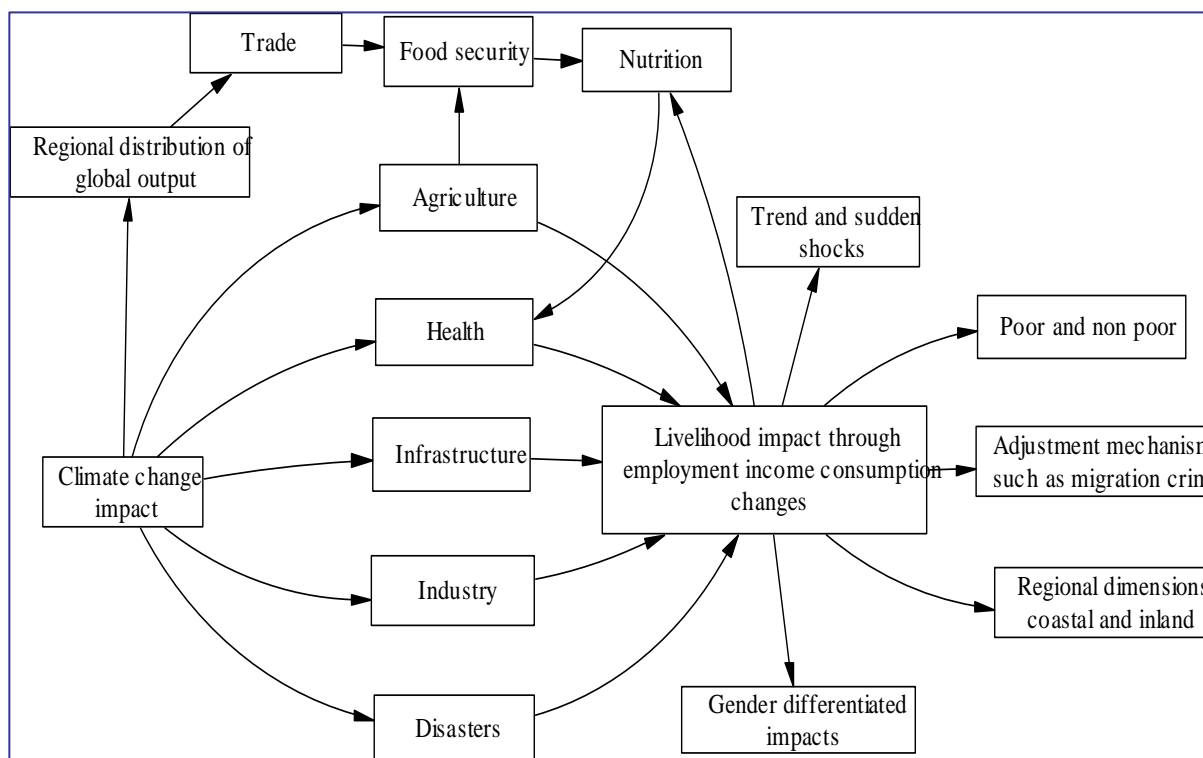 Trade
Food security
Nutrition
Regional distribution of
global output
Agriculture
Trend and sudden
shocks
Health
Poor and non poor
Climate change
impact
Infrastructure
Livelihood impact through
employment income consumption
changes
Adjustment mechanism
such as migration
Industry
Regional dimensions
coastal and inland
Disasters
Gender differentiated
impacts